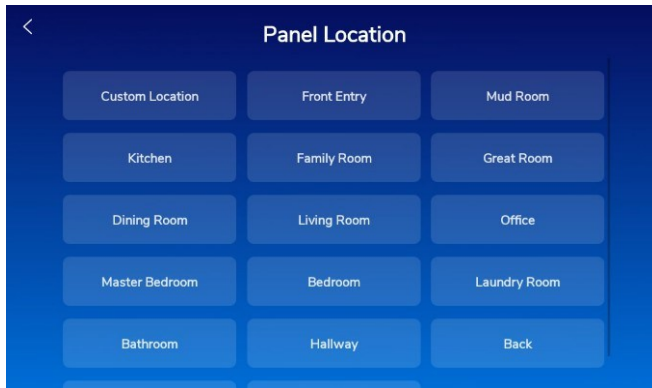 Panel Location
Custom Location Front Entry Mud Room
Kitchen Family Room Great Room
Dining Room Living Room Office
Master Bedroom Bedroom Laundry Room
Bathroom Hallway Back